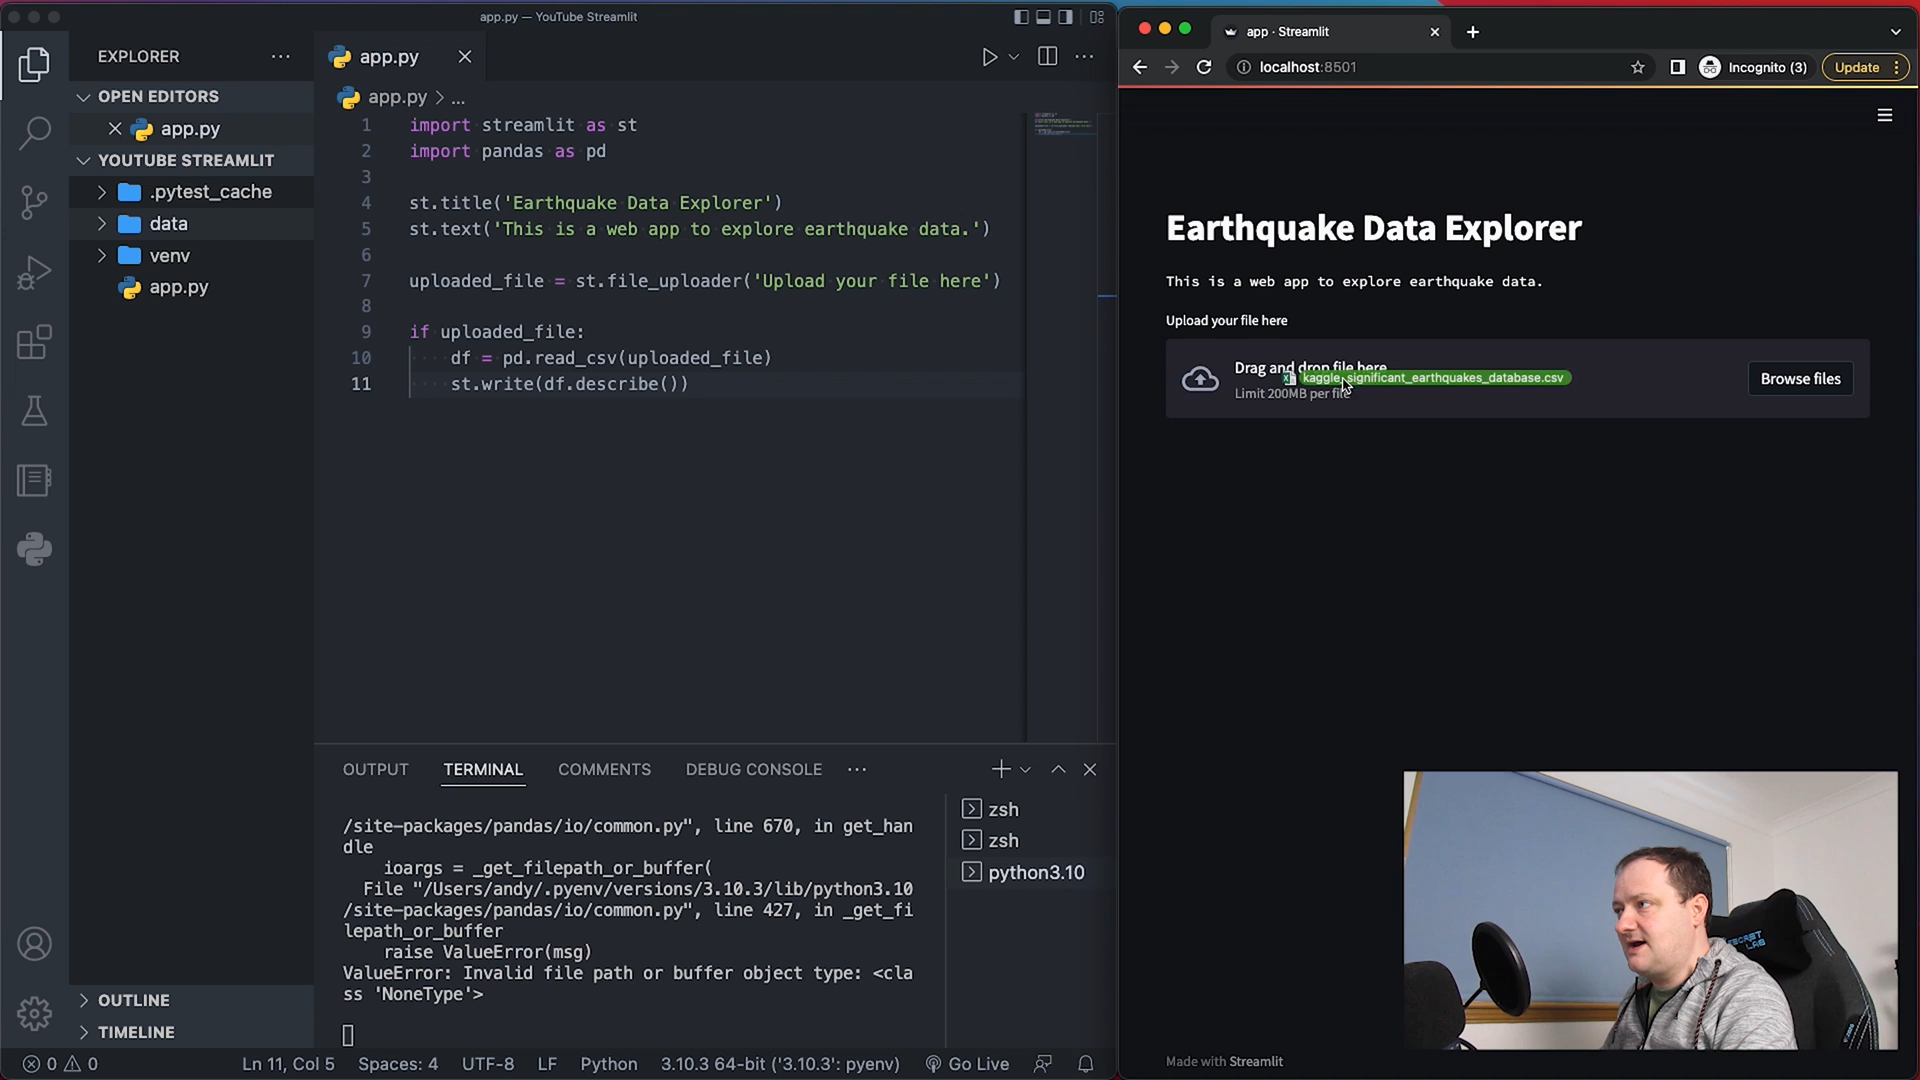 app.py — YouTube Streamlit
EXPLORER
OPEN EDITORS
app.py
YOUTUBE STREAMLIT
.pytest_cache
data
venv
app.py
OUTLINE
TIMELINE
app.py
app.py > ...
1 import streamlit as st
2 import pandas as pd
3
4 st.title('Earthquake Data Explorer')
5 st.text('This is a web app to explore earthquake data.')
6
7 uploaded_file = st.file_uploader('Upload your file here')
8
9 if uploaded_file:
10 df = pd.read_csv(uploaded_file)
11 st.write(df.describe())
OUTPUT TERMINAL COMMENTS DEBUG CONSOLE
/site-packages/pandas/io/common.py", line 670, in get_han
dle
ioargs = _get_filepath_or_buffer(
File "/Users/andy/.pyenv/versions/3.10.3/lib/python3.10
/site-packages/pandas/io/common.py", line 427, in _get_fi
lepath_or_buffer
raise ValueError(msg)
ValueError: Invalid file path or buffer object type: <cla
ss 'NoneType'>
zsh
zsh
python3.10
0 0 Ln 11, Col 5 Spaces: 4 UTF-8 LF Python 3.10.3 64-bit ('3.10.3': pyenv) Go Live
app · Streamlit
localhost:8501 Incognito (3) Update
Earthquake Data Explorer
This is a web app to explore earthquake data.
Upload your file here
Drag and drop file here
kaggle_significant_earthquakes_database.csv
Limit 200MB per file
Browse files
Made with Streamlit